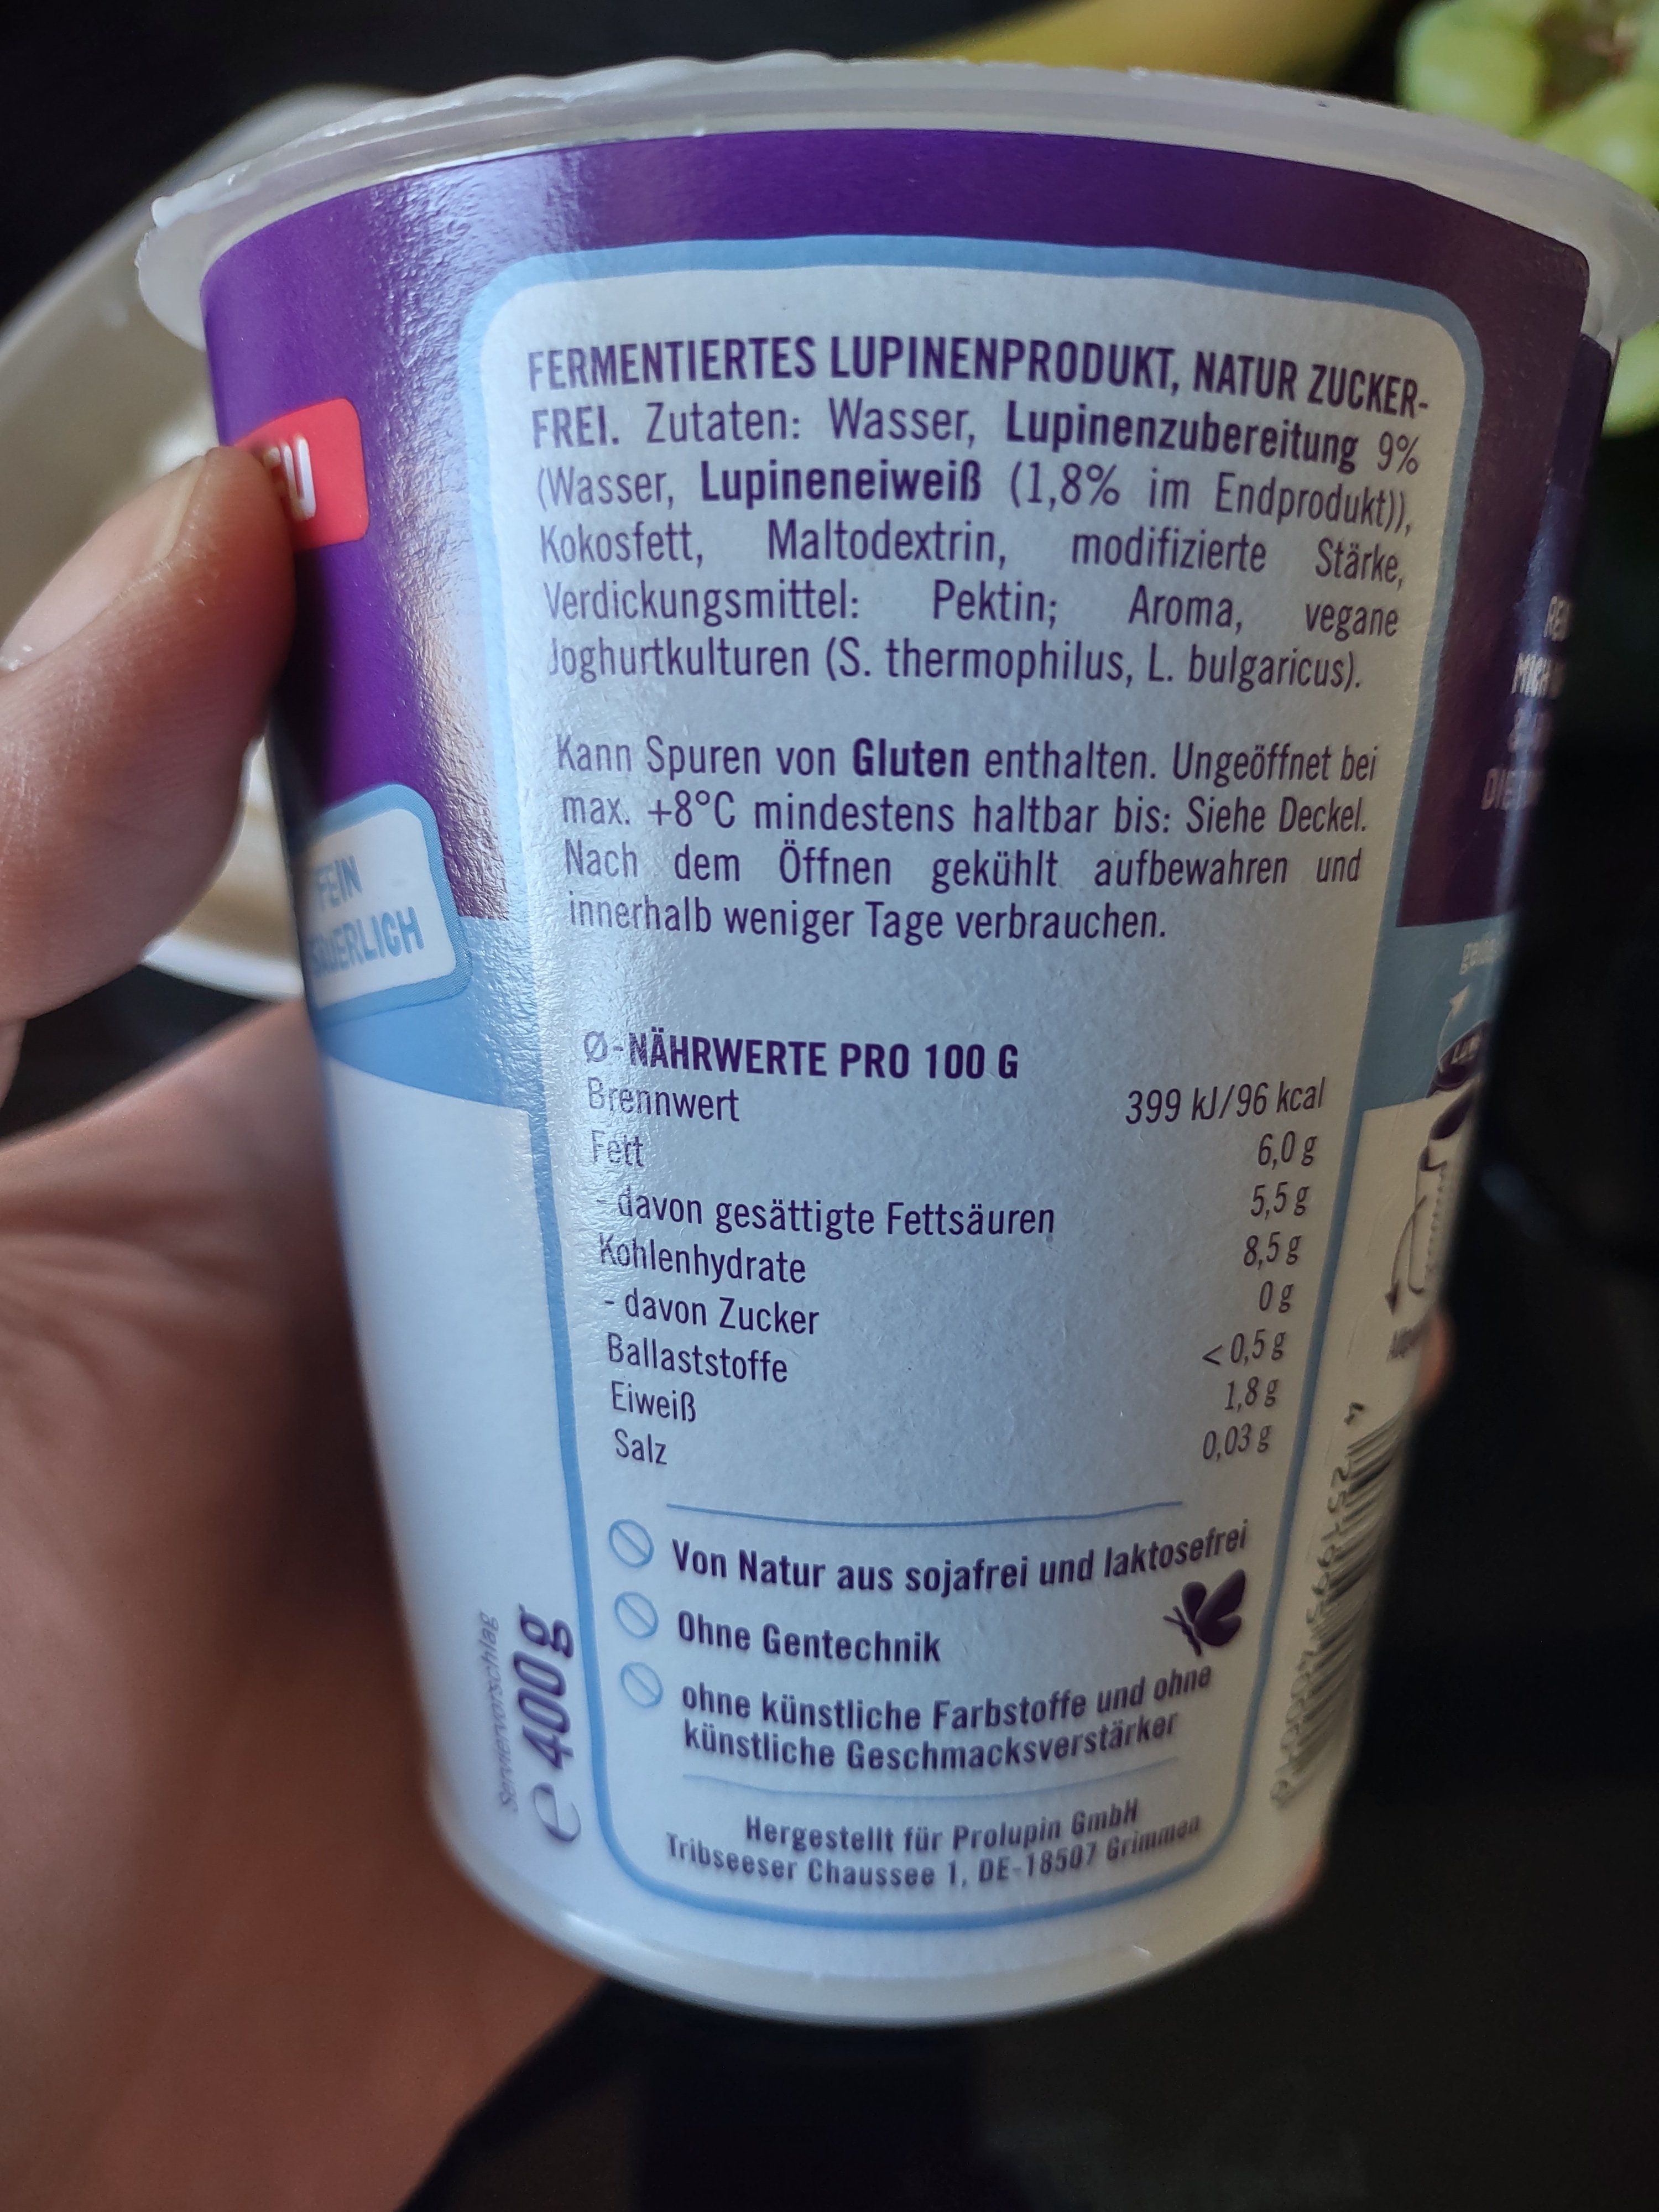 FERMENTIERTES LUPINENPRODUKT, NATUR ZUCKER-
FREI. Zutaten: Wasser, Lupinenzubereitung 9%
(Wasser, Lupineneiweiß (1,8% im Endprodukt)),
Kokosfett, Maltodextrin, modifizierte Stärke,
Verdickungsmittel: Pektin; Aroma, vegane
Joghurtkulturen (S. thermophilus, L. bulgaricus).
Kann Spuren von Gluten enthalten. Ungeöffnet bei
max. +8°C mindestens haltbar bis: Siehe Deckel.
Nach dem Öffnen gekühlt aufbewahren und
innerhalb weniger Tage verbrauchen.
Ø-NÄHRWERTE PRO 100 G
Brennwert 399 kJ/96 kcal
Fett 6,0 g
- davon gesättigte Fettsäuren 5,5 g
Kohlenhydrate 8,5 g
- davon Zucker 0 g
Ballaststoffe <0,5 g
Eiweiß 1,8 g
Salz 0,03 g
Von Natur aus sojafrei und laktosefrei
Ohne Gentechnik
ohne künstliche Farbstoffe und ohne
künstliche Geschmacksverstärker
Hergestellt für Prolupin GmbH
Tribseeser Chaussee 1, DE-18507 Grimmen
FEIN
SÄUERLICH
Serviervorschlag
e 400g